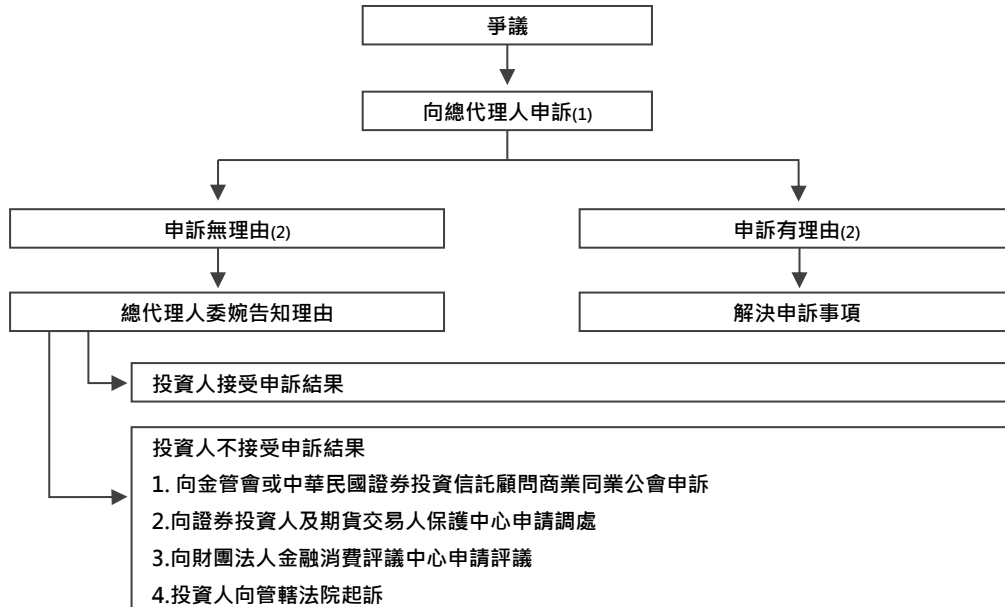 爭議
向總代理人申訴(1)
申訴無理由(2)
申訴有理由(2)
總代理人委婉告知理由
解決申訴事項
投資人接受申訴結果
投資人不接受申訴結果
1. 向金管會或中華民國證券投資信託顧問商業同業公會申訴
2.向證券投資人及期貨交易人保護中心申請調處
3.向財團法人金融消費評議中心申請評議
4.投資人向管轄法院起訴